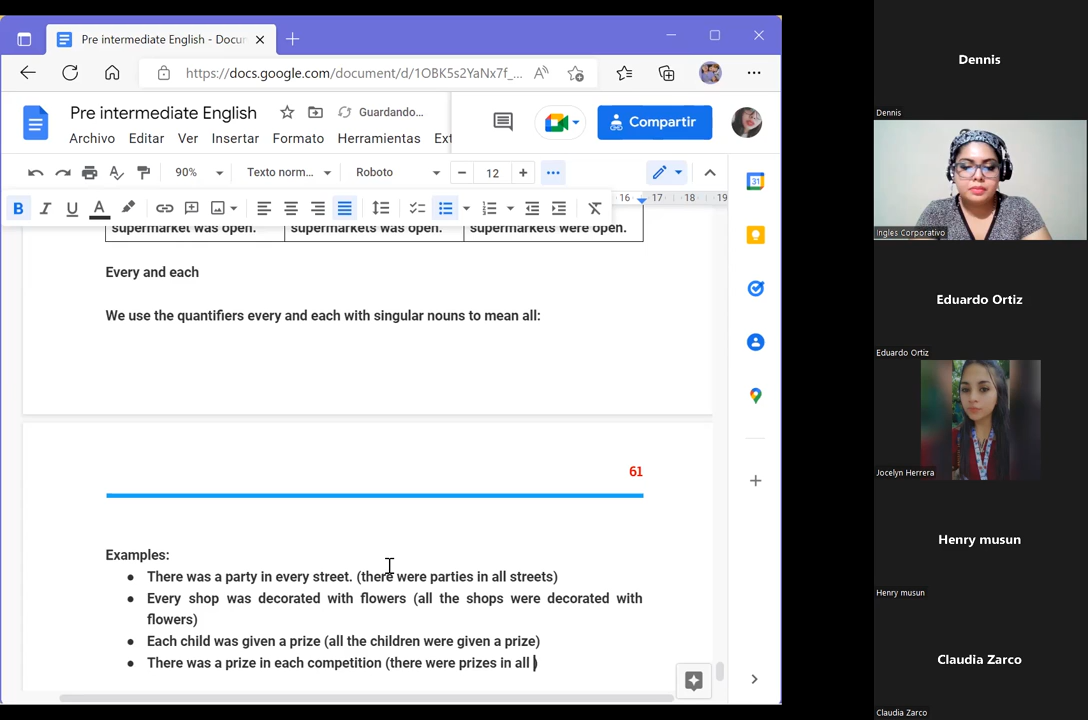 Pre intermediate English - Docur
https://docs.google.com/document/d/1OBK5s2YaNx7f_...
Pre intermediate English
Guardando...
Compartir
Archivo Editar Ver Insertar Formato Herramientas Ext
90% Texto norm... Roboto 12
16 17 18 19
supermarket was open. supermarkets was open. supermarkets were open.
Every and each
We use the quantifiers every and each with singular nouns to mean all:
61
Examples:
There was a party in every street. (there were parties in all streets)
Every shop was decorated with flowers (all the shops were decorated with
flowers)
Each child was given a prize (all the children were given a prize)
There was a prize in each competition (there were prizes in all )
Dennis
Dennis
Ingles Corporativo
Eduardo Ortiz
Eduardo Ortiz
Jocelyn Herrera
Henry musun
Henry musun
Claudia Zarco
Claudia Zarco